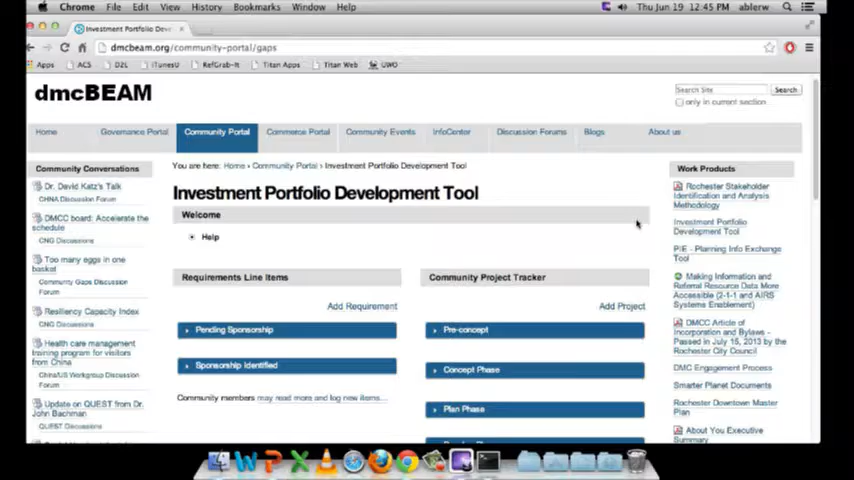 Chrome File Edit View History Bookmarks Window Help
Thu Jun 19 12:45 PM ablerw
Investment Portfolio Deve
dmcbeam.org/community-portal/gaps
Apps ACS D2L iTunesU RefGrab-It Titan Apps Titan Web UWO
dmcBEAM
Search Site
Search
only in current section
Home Governance Portal Community Portal Commerce Portal Community Events InfoCenter Discussion Forums Blogs About us
Community Conversations
Dr. David Katz's Talk
CHNA Discussion Forum
DMCC board: Accelerate the
schedule
CNG Discussions
Too many eggs in one
basket
Community Gaps Discussion
Forum
Resiliency Capacity Index
CNG Discussions
Health care management
training program for visitors
from China
China/US Workgroup Discussion
Forum
Update on QUEST from Dr.
John Bachman
QUEST Discussions
You are here: Home › Community Portal › Investment Portfolio Development Tool
Investment Portfolio Development Tool
Welcome
Help
Requirements Line Items
Add Requirement
Pending Sponsorship
Sponsorship Identified
Community members may read more and log new items...
Community Project Tracker
Add Project
Pre-concept
Concept Phase
Plan Phase
Work Products
Rochester Stakeholder
Identification and Analysis
Methodology
Investment Portfolio
Development Tool
PIE - Planning Info Exchange
Tool
Making Information and
Referral Resource Data More
Accessible (2-1-1 and AIRS
Systems Enablement)
DMCC Article of
Incorporation and Bylaws -
Passed in July 15, 2013 by the
Rochester City Council
DMC Engagement Process
Smarter Planet Documents
Rochester Downtown Master
Plan
About You Executive
Summary